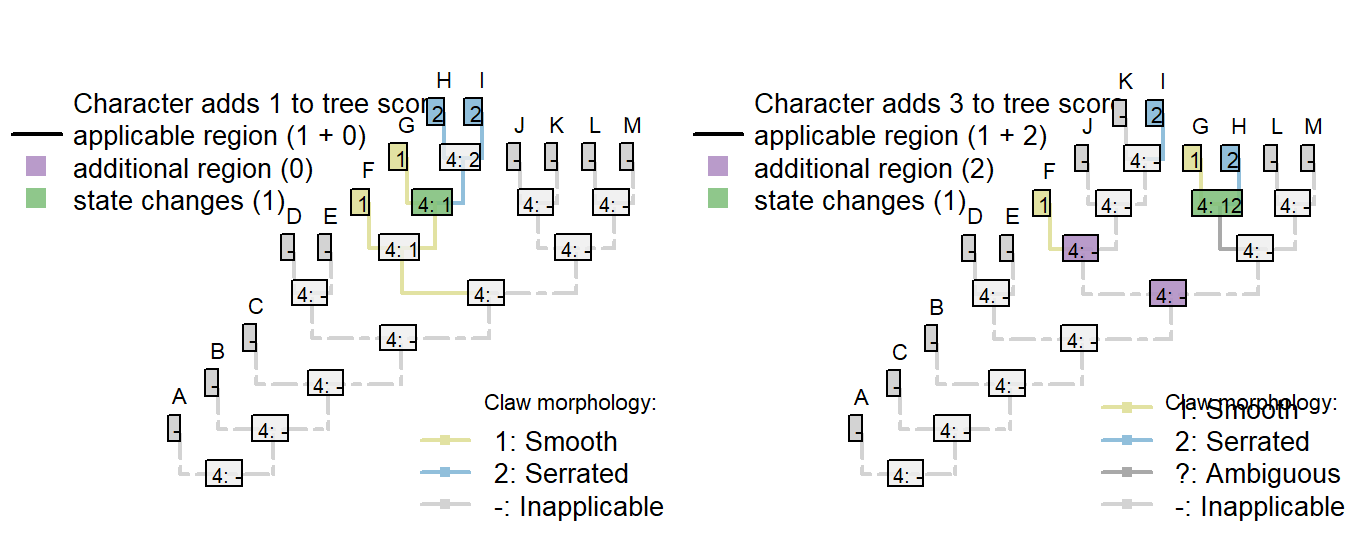 H I
Character adds 1 to tree scor
2 2
G
applicable region (1 + 0)
J K L M
1 4: 2 - - - -
additional region (0)
F
state changes (1)
1 4: 1 4: - 4: -
D E
- - 4: 1 4: -
4: - 4: -
C
- 4: -
B
- 4: -
A
- 4: -
4: -
Claw morphology:
1: Smooth
2: Serrated
-: Inapplicable
K I
Character adds 3 to tree score
- 2
J G H L M
applicable region (1 + 2)
- 4: - 1 2 - -
additional region (2)
F
state changes (1)
1 4: - 4: 12 4: -
D E
- - 4: - 4: -
4: - 4: -
B
- 4: -
C
- 4: -
A
- 4: -
4: -
Claw morphology:
1: Smooth
2: Serrated
?: Ambiguous
-: Inapplicable